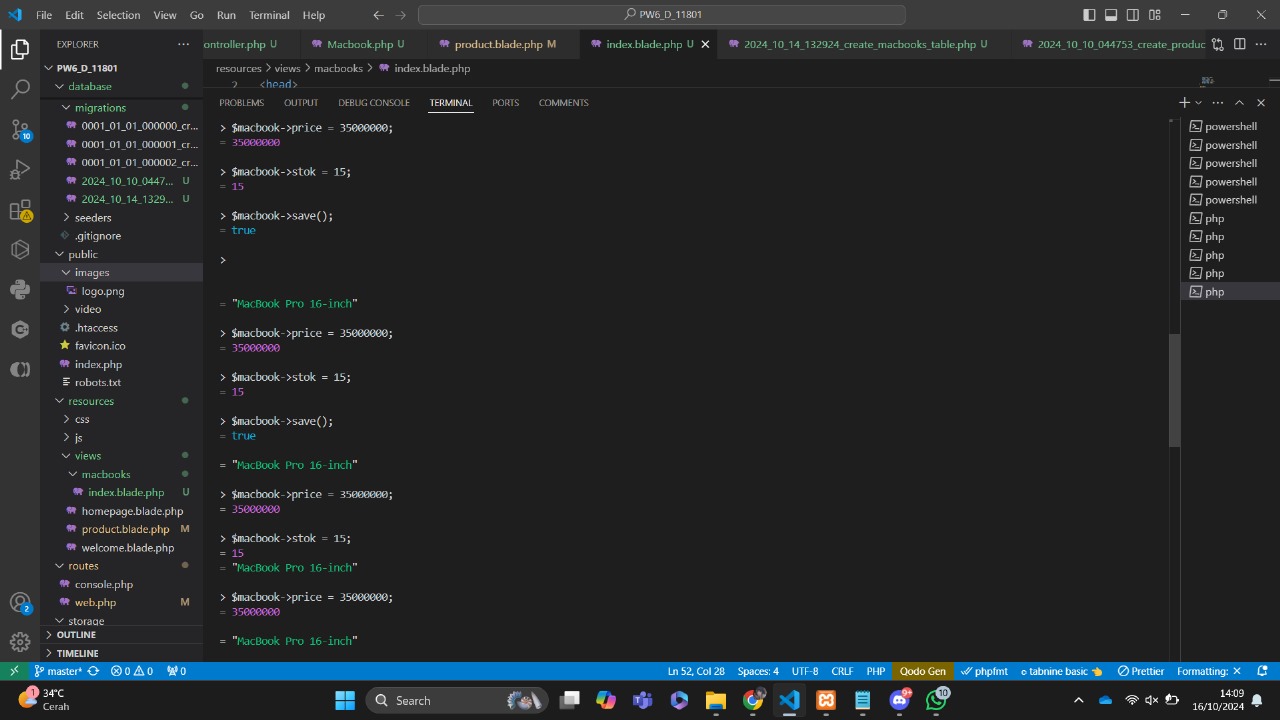 File Edit Selection View Go Run Terminal Help
PW6_D_11801
EXPLORER
ontroller.php U
Macbook.php U
product.blade.php M
index.blade.php U
2024_10_14_132924_create_macbooks_table.php U
2024_10_10_044753_create_produc
PW6_D_11801
resources > views > macbooks > index.blade.php
2 <head>
database
migrations
0001_01_01_000000_cr...
0001_01_01_000001_cr...
0001_01_01_000002_cr...
2024_10_10_0447... U
2024_10_14_1329... U
seeders
.gitignore
public
images
logo.png
video
.htaccess
favicon.ico
index.php
robots.txt
resources
css
js
views
macbooks
index.blade.php U
homepage.blade.php
product.blade.php M
welcome.blade.php
routes
console.php
web.php M
storage
OUTLINE
TIMELINE
10
2
PROBLEMS OUTPUT DEBUG CONSOLE TERMINAL PORTS COMMENTS
> $macbook->price = 35000000;
= 35000000
> $macbook->stok = 15;
= 15
> $macbook->save();
= true
>
= "MacBook Pro 16-inch"
> $macbook->price = 35000000;
= 35000000
> $macbook->stok = 15;
= 15
> $macbook->save();
= true
= "MacBook Pro 16-inch"
> $macbook->price = 35000000;
= 35000000
> $macbook->stok = 15;
= 15
= "MacBook Pro 16-inch"
> $macbook->price = 35000000;
= 35000000
= "MacBook Pro 16-inch"
powershell
powershell
powershell
powershell
powershell
php
php
php
php
php
master* 0 0 0
Ln 52, Col 28 Spaces: 4 UTF-8 CRLF PHP Qodo Gen phpfmt tabnine basic Prettier Formatting:
1
34°C
Cerah
Search
9+
10
14:09
16/10/2024